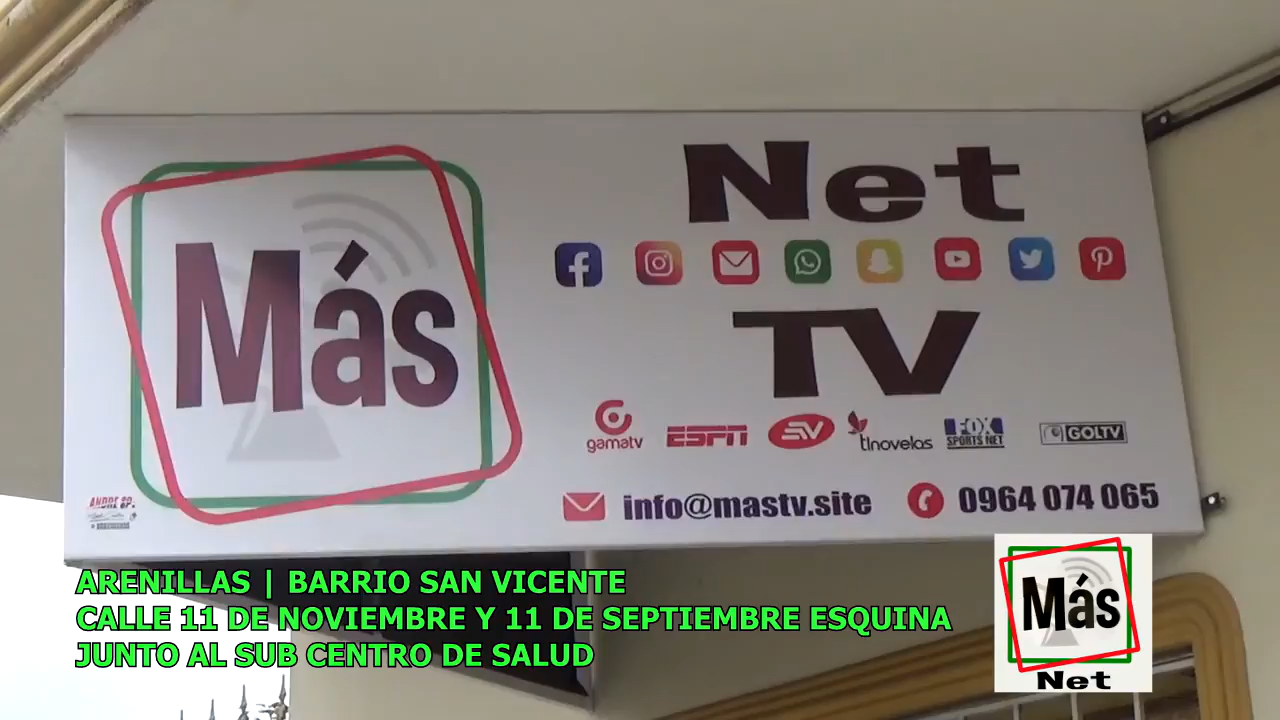 Más
Net
TV
gamatv
ESPN
tlnovelas
FOX
SPORTS NET
GOLTV
info@mastv.site
0964 074 065
ARENILLAS | BARRIO SAN VICENTE
CALLE 11 DE NOVIEMBRE Y 11 DE SEPTIEMBRE ESQUINA
JUNTO AL SUB CENTRO DE SALUD
Más
Net